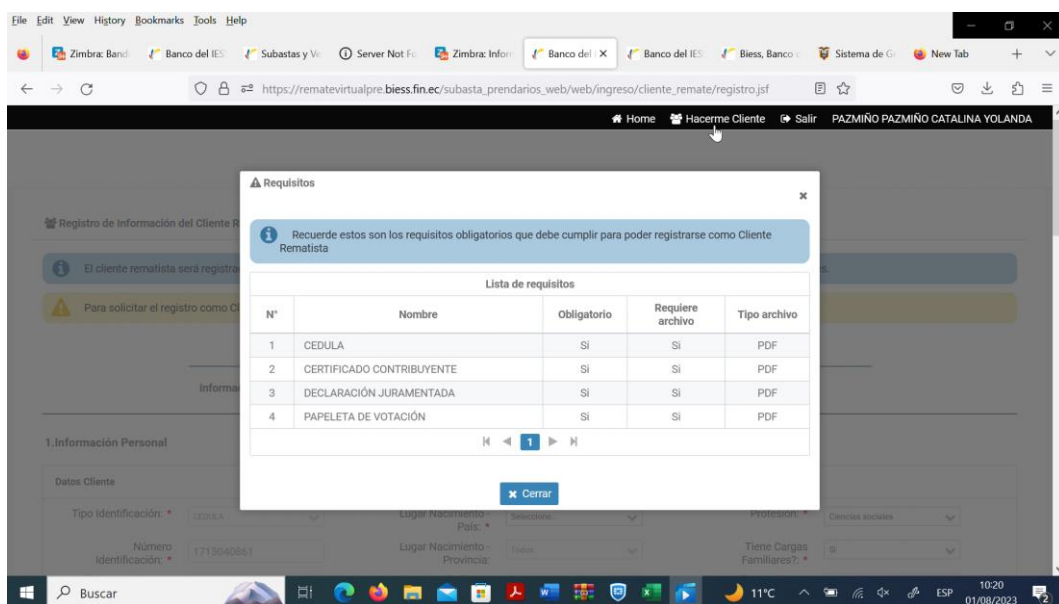 File Edit View History Bookmarks Tools Help
Zimbra: Band Banco del IES Subastas y Ve Server Not Fo Zimbra: Infor Banco del Banco del IES Biess, Banco Sistema de G New Tab
https://rematevirtualpre.biess.fin.ec/subasta_prendarios_web/web/ingreso/cliente_remate/registro.jsf
Home Hacerme Cliente Salir PAZMIÑO PAZMIÑO CATALINA YOLANDA
Requisitos
Registro de Información del Cliente R
Recuerde estos son los requisitos obligatorios que debe cumplir para poder registrarse como Cliente
Rematista
El cliente rematista será registra
Lista de requisitos
Para solicitar el registro como Cl
N° Nombre Obligatorio Requiere archivo Tipo archivo
1 CEDULA Si Si PDF
2 CERTIFICADO CONTRIBUYENTE Si Si PDF
Informa
3 DECLARACIÓN JURAMENTADA Si Si PDF
4 PAPELETA DE VOTACIÓN Si Si PDF
1
1.Información Personal
Datos Cliente
Cerrar
Tipo Identificación: * CEDULA Lugar Nacimiento - País: * Seleccione... Profesión: * Ciencias sociales
Número Identificación: * 1713040851 Lugar Nacimiento - Provincia: Tiene Cargas Familiares?: * SI
Buscar 11°C ESP 10:20
01/08/2023